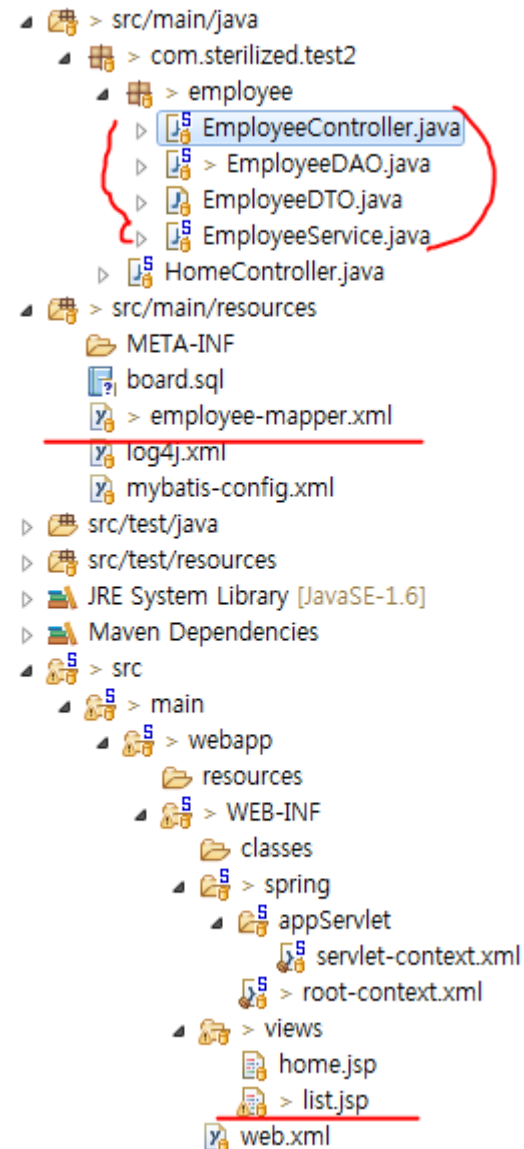 > src/main/java
> com.sterilized.test2
> employee
EmployeeController.java
> EmployeeDAO.java
EmployeeDTO.java
EmployeeService.java
HomeController.java
> src/main/resources
META-INF
board.sql
> employee-mapper.xml
log4j.xml
mybatis-config.xml
src/test/java
src/test/resources
JRE System Library [JavaSE-1.6]
Maven Dependencies
> src
> main
> webapp
resources
> WEB-INF
classes
> spring
appServlet
servlet-context.xml
> root-context.xml
> views
home.jsp
> list.jsp
web.xml